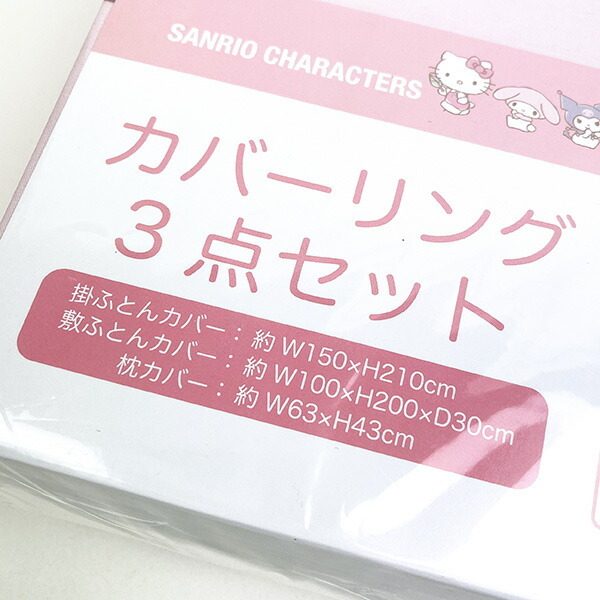 SANRIO CHARACTERS
カバーリング
3点セット
掛ふとんカバー：約 W150×H210cm
敷ふとんカバー：約 W100×H200×D30cm
枕カバー：約 W63×H43cm